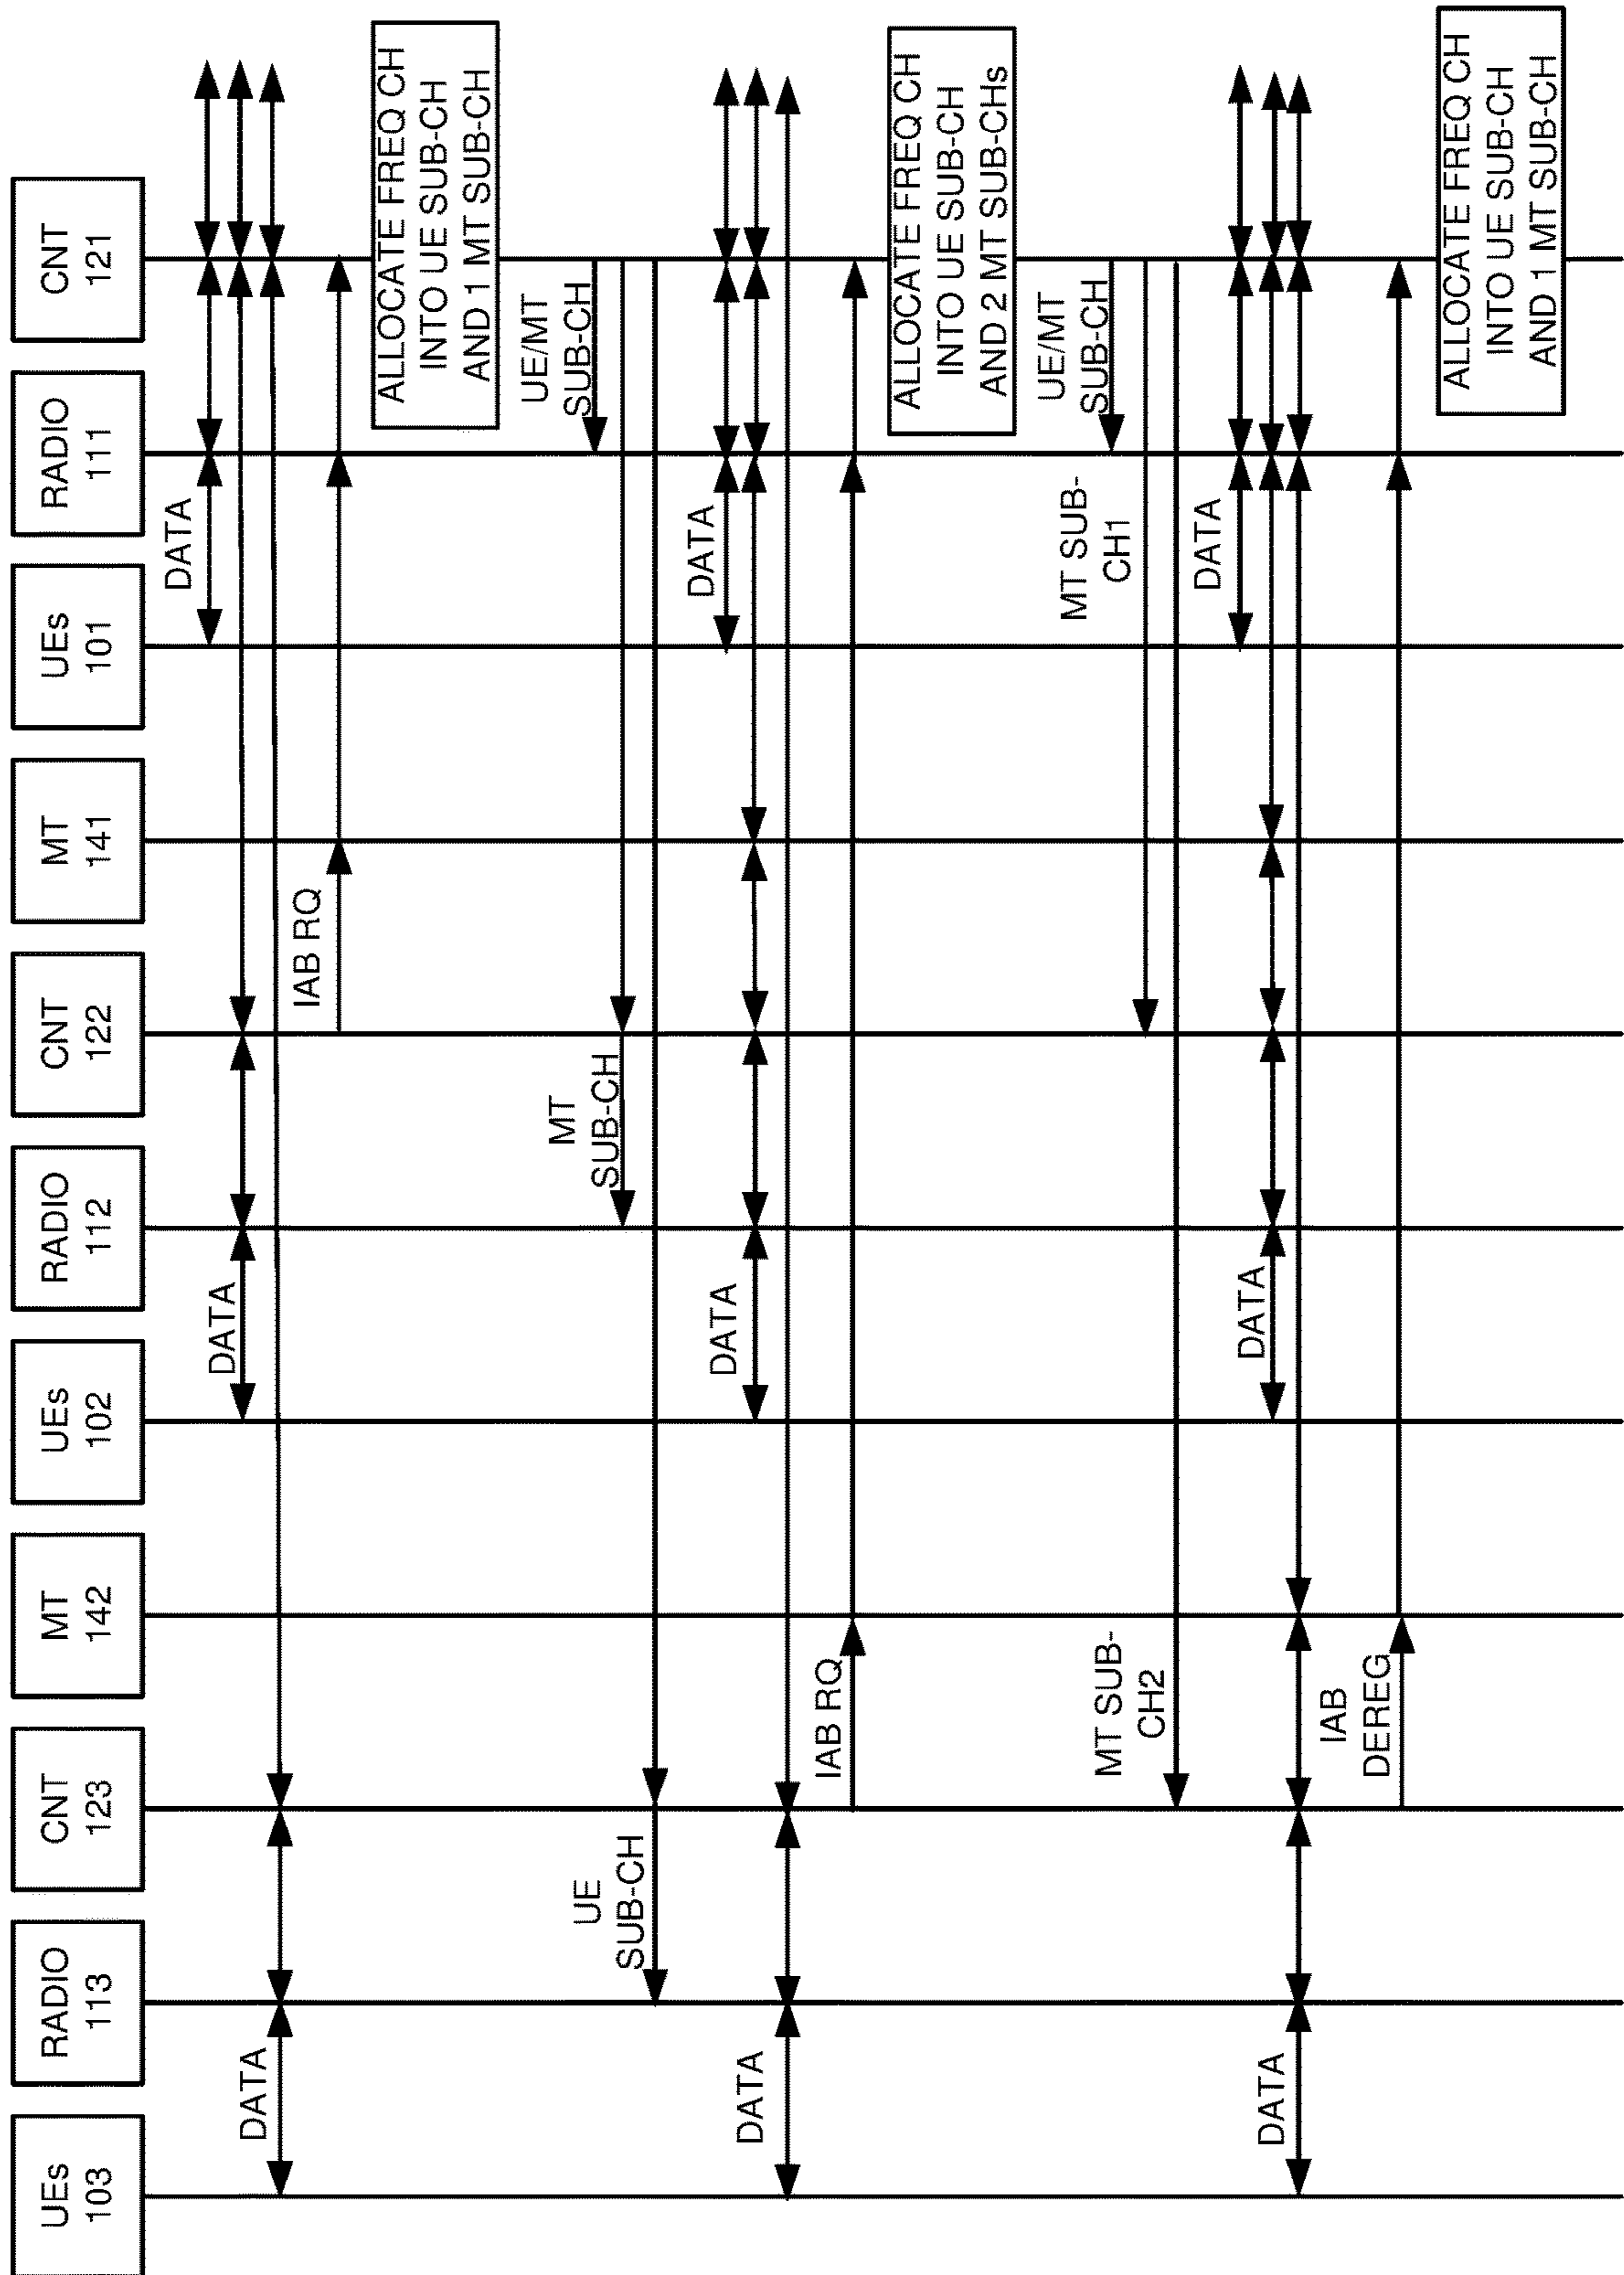 UEs
103
RADIO
113
CNT
123
MT
142
UEs
102
RADIO
112
CNT
122
MT
141
UEs
101
RADIO
111
CNT
121
DATA
DATA
DATA
IAB RQ
ALLOCATE FREQ CH
INTO UE SUB-CH
AND 1 MT SUB-CH
UE/MT
SUB-CH
MT
SUB-CH
UE
SUB-CH
DATA
DATA
DATA
IAB RQ
ALLOCATE FREQ CH
INTO UE SUB-CH
AND 2 MT SUB-CHs
UE/MT
SUB-CH
MT SUB-
CH1
MT SUB-
CH2
DATA
DATA
DATA
IAB
DEREG
ALLOCATE FREQ CH
INTO UE SUB-CH
AND 1 MT SUB-CH